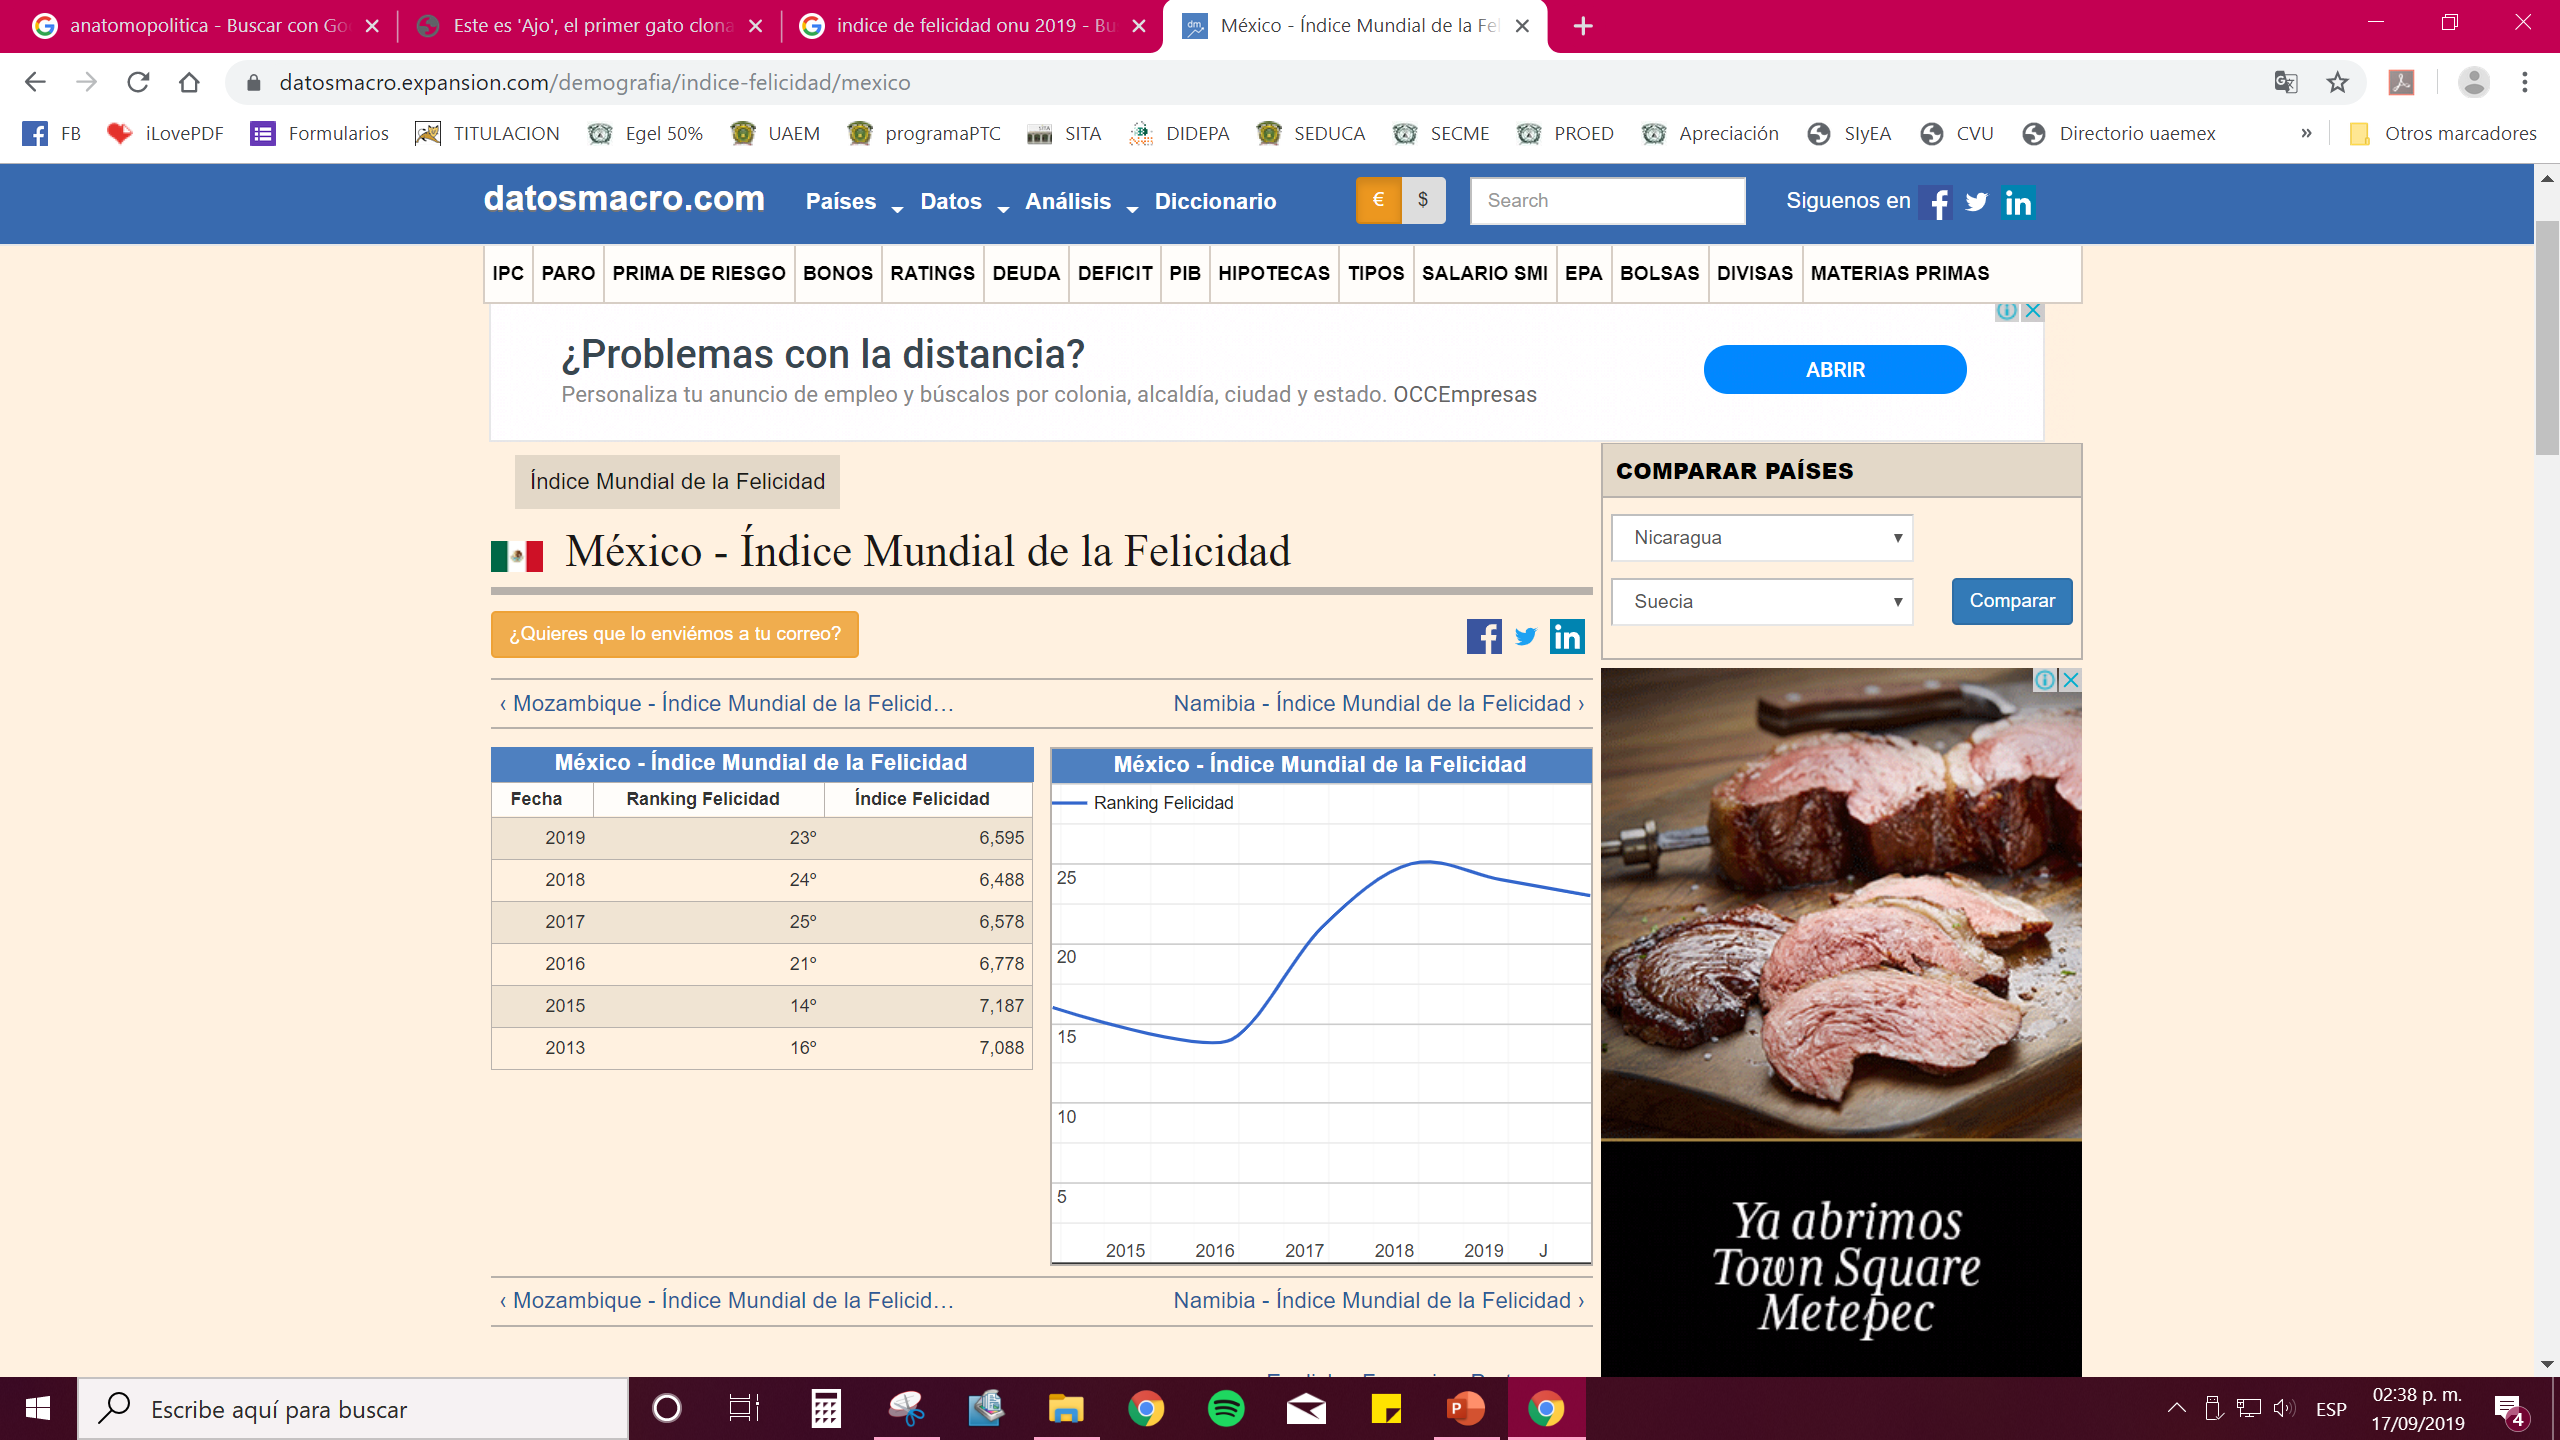 anatomopolitica - Buscar con Go
Este es 'Ajo', el primer gato clona
indice de felicidad onu 2019 - Bu
México - Índice Mundial de la Fel
datosmacro.expansion.com/demografia/indice-felicidad/mexico
FB iLovePDF Formularios TITULACION Egel 50% UAEM programaPTC SITA DIDEPA SEDUCA SECME PROED Apreciación SIyEA CVU Directorio uaemex » Otros marcadores
datosmacro.com Países Datos Análisis Diccionario € $ Search Siguenos en
IPC PARO PRIMA DE RIESGO BONOS RATINGS DEUDA DEFICIT PIB HIPOTECAS TIPOS SALARIO SMI EPA BOLSAS DIVISAS MATERIAS PRIMAS
¿Problemas con la distancia?
Personaliza tu anuncio de empleo y búscalos por colonia, alcaldía, ciudad y estado. OCCEmpresas
ABRIR
Índice Mundial de la Felicidad
México - Índice Mundial de la Felicidad
¿Quieres que lo enviémos a tu correo?
‹ Mozambique - Índice Mundial de la Felicid…
Namibia - Índice Mundial de la Felicidad ›
México - Índice Mundial de la Felicidad
Fecha Ranking Felicidad Índice Felicidad
2019 23º 6,595
2018 24º 6,488
2017 25º 6,578
2016 21º 6,778
2015 14º 7,187
2013 16º 7,088
México - Índice Mundial de la Felicidad
Ranking Felicidad
25
20
15
10
5
2015 2016 2017 2018 2019 J
‹ Mozambique - Índice Mundial de la Felicid…
Namibia - Índice Mundial de la Felicidad ›
COMPARAR PAÍSES
Nicaragua
Suecia
Comparar
Ya abrimos
Town Square
Metepec
Escribe aquí para buscar
ESP
02:38 p. m.
17/09/2019
4